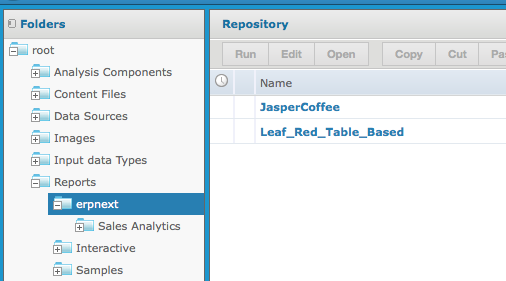 Folders
root
Analysis Components
Content Files
Data Sources
Images
Input data Types
Reports
erpnext
Sales Analytics
Interactive
Samples
Repository
Run Edit Open Copy Cut
Name
JasperCoffee
Leaf_Red_Table_Based